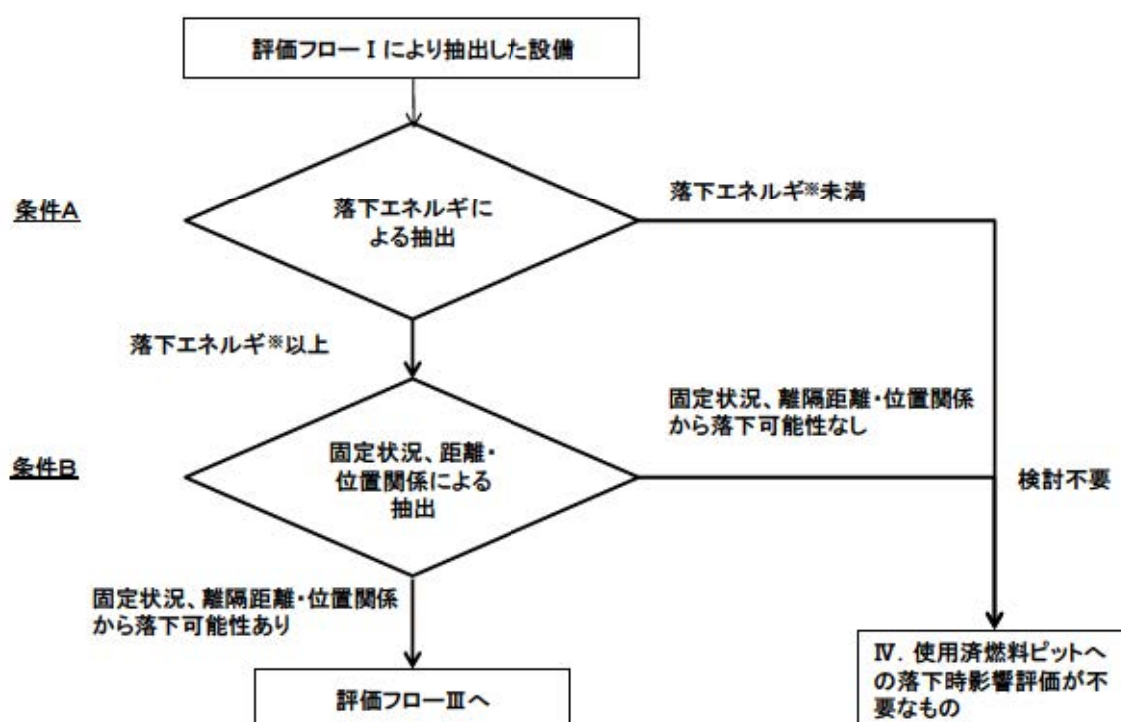 評価フローⅠにより抽出した設備
条件A
落下エネルギに
よる抽出
落下エネルギ※未満
落下エネルギ※以上
固定状況、離隔距離・位置関係
から落下可能性なし
条件B
固定状況、距離・
位置関係による
抽出
検討不要
固定状況、離隔距離・位置関係
から落下可能性あり
評価フローⅢへ
Ⅳ．使用済燃料ピットへ
の落下時影響評価が不
要なもの